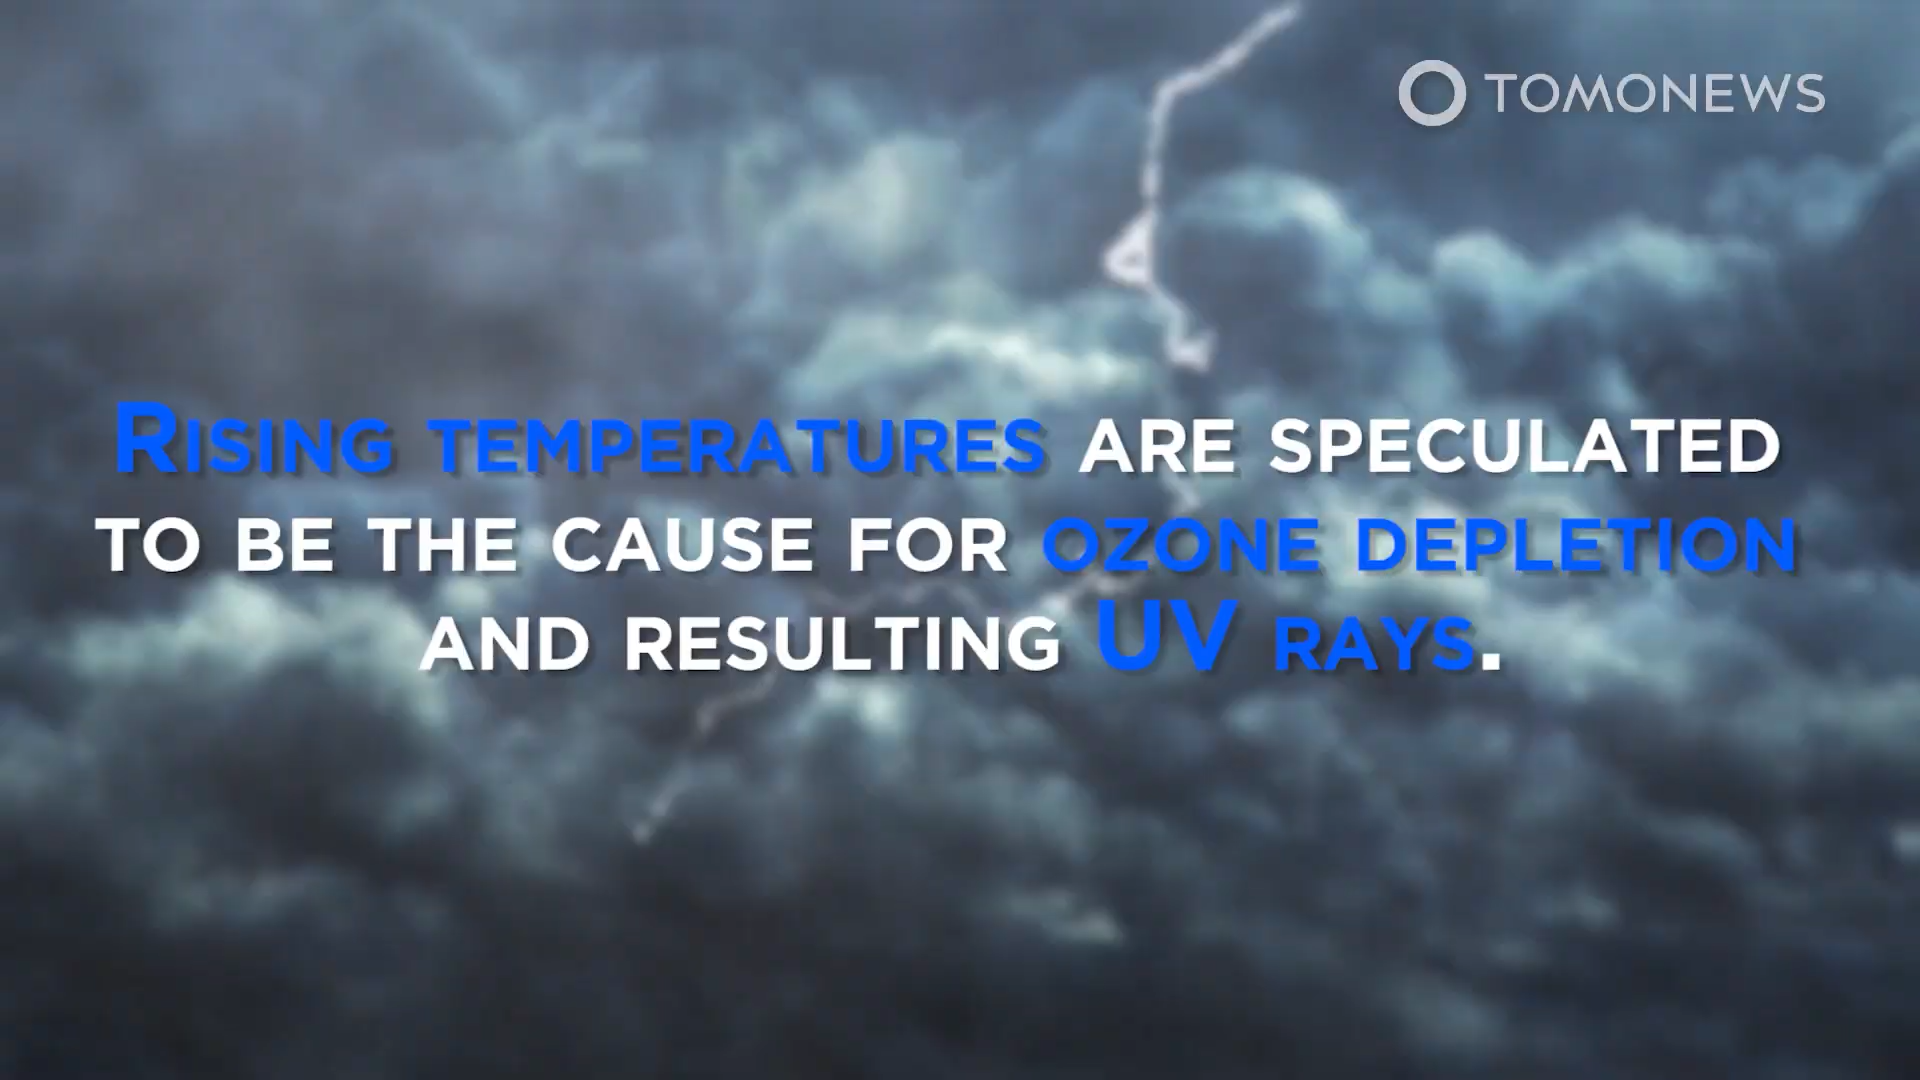 TOMONEWS
Rising temperatures are speculated
to be the cause for ozone depletion
and resulting UV rays.